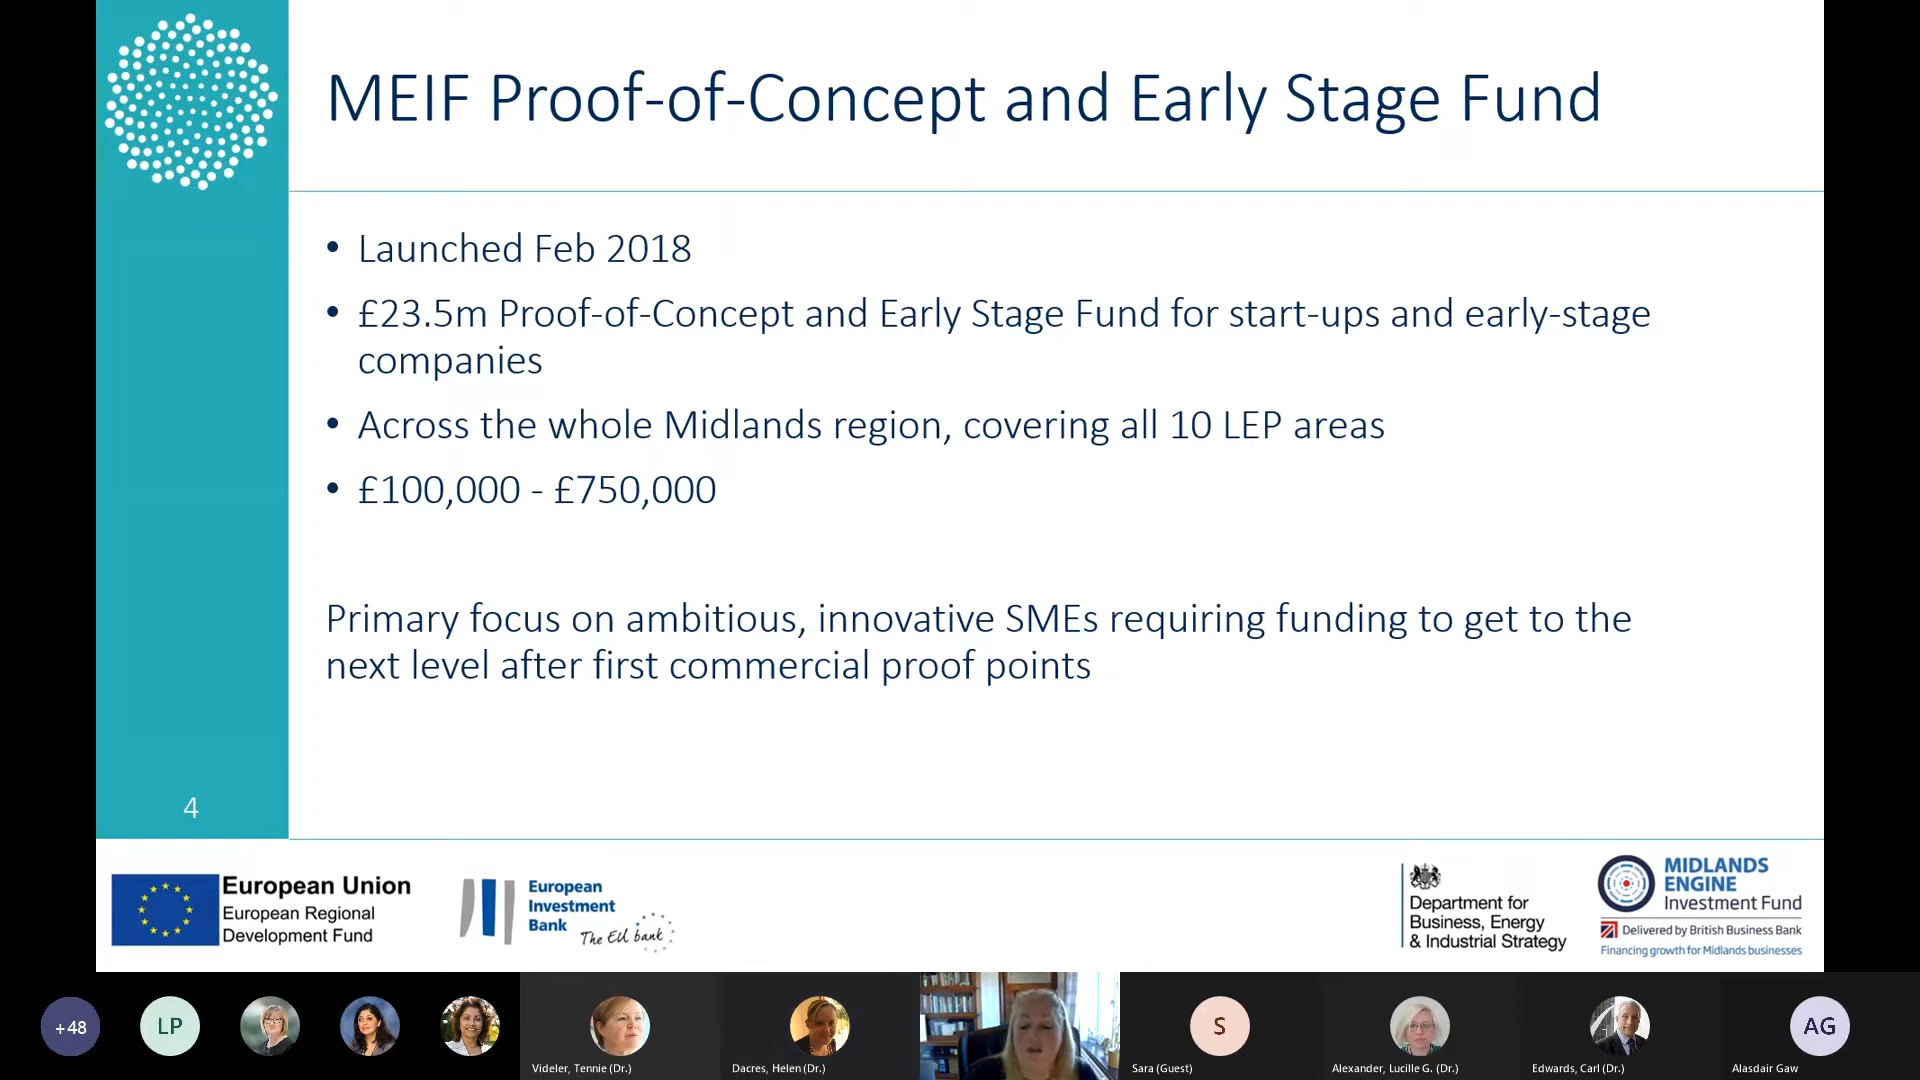 MEIF Proof-of-Concept and Early Stage Fund
• Launched Feb 2018
• £23.5m Proof-of-Concept and Early Stage Fund for start-ups and early-stage
companies
• Across the whole Midlands region, covering all 10 LEP areas
• £100,000 - £750,000
Primary focus on ambitious, innovative SMEs requiring funding to get to the
next level after first commercial proof points
4
European Union
European Regional
Development Fund
European
Investment
Bank
The EU bank
Department for
Business, Energy
& Industrial Strategy
MIDLANDS
ENGINE
Investment Fund
Delivered by British Business Bank
Financing growth for Midlands businesses
+48
LP
Videler, Tennie (Dr.)
Dacres, Helen (Dr.)
S
Sara (Guest)
Alexander, Lucille G. (Dr.)
Edwards, Carl (Dr.)
AG
Alasdair Gaw